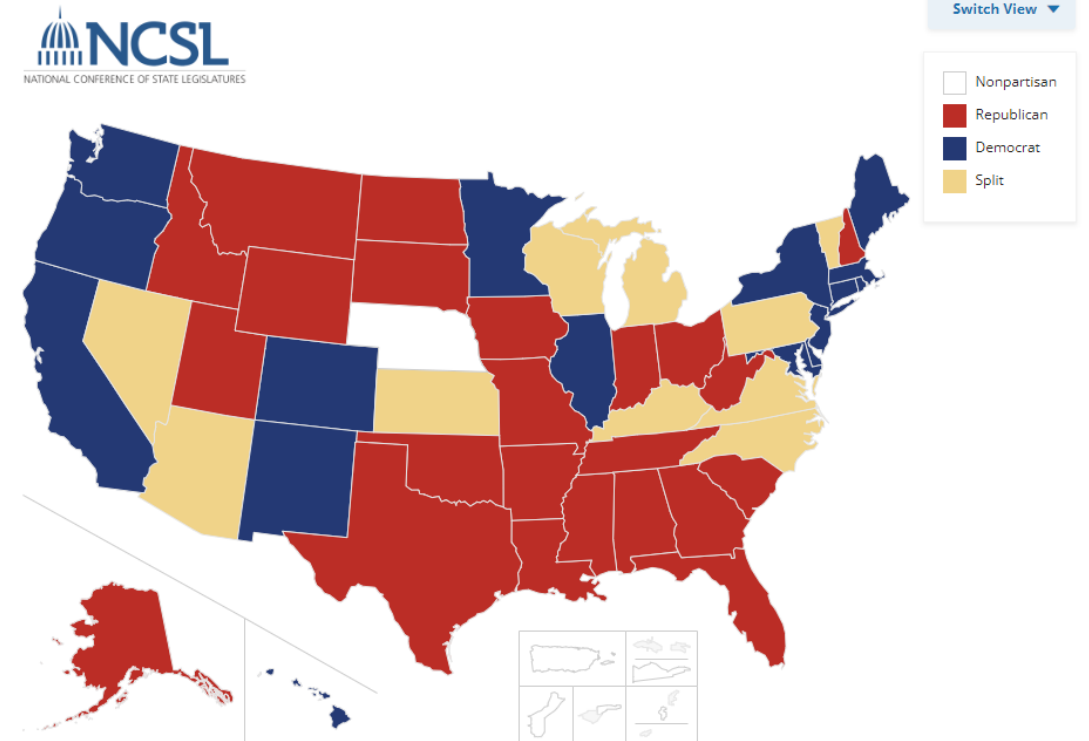 NCSL
NATIONAL CONFERENCE OF STATE LEGISLATURES
Switch View
Nonpartisan
Republican
Democrat
Split